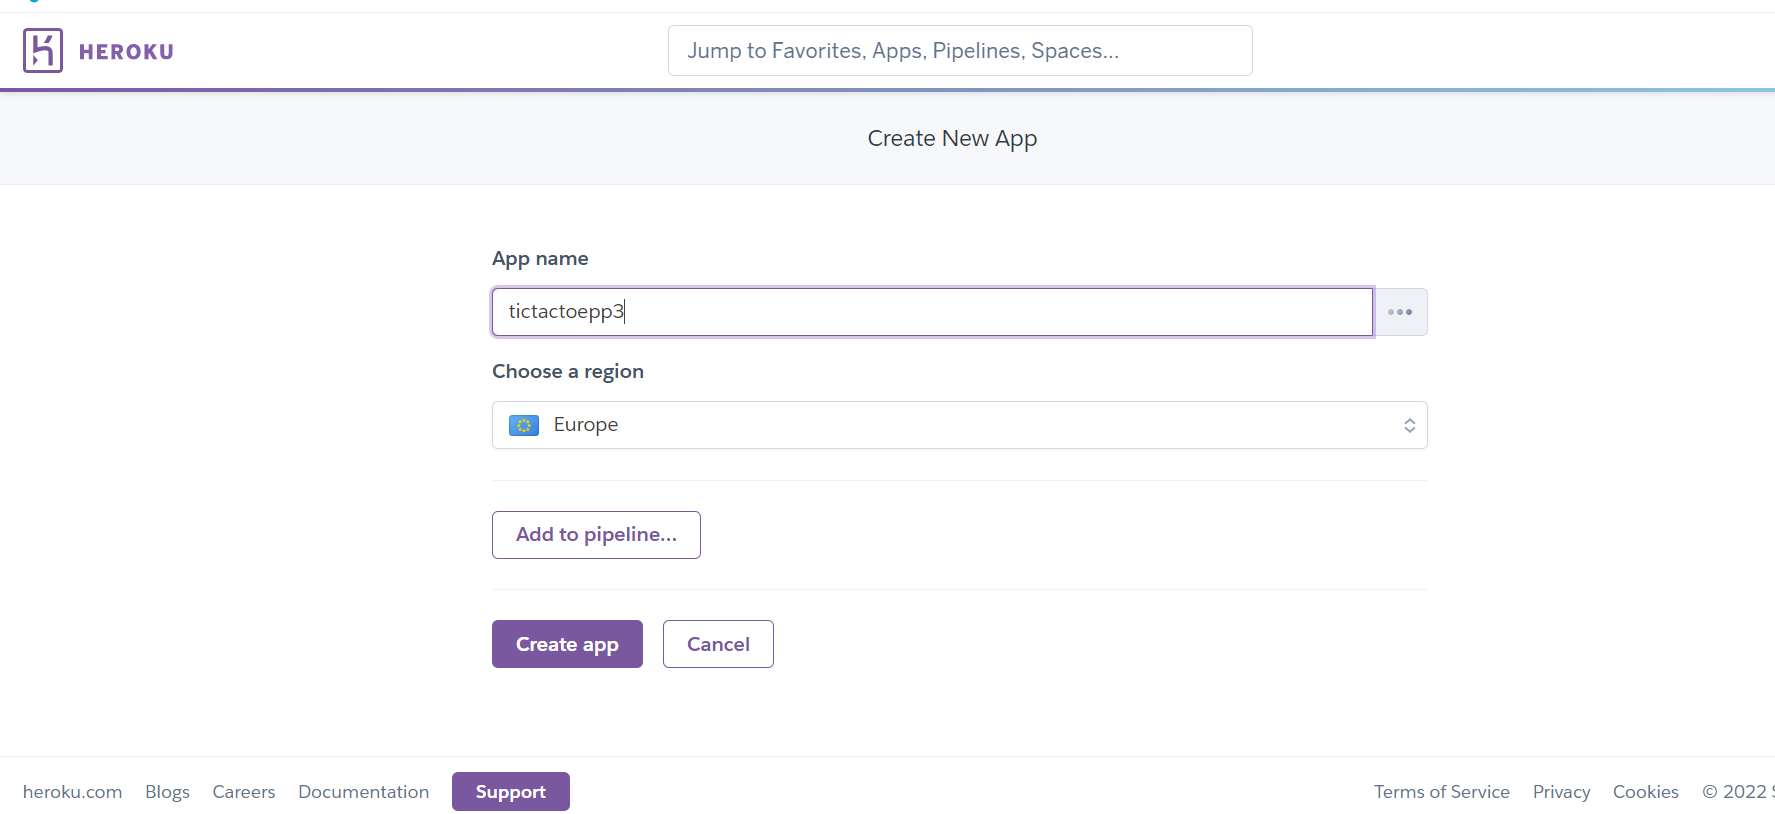 HEROKU
Jump to Favorites, Apps, Pipelines, Spaces...
Create New App
App name
tictactoepp3
Choose a region
Europe
Add to pipeline...
Create app Cancel
heroku.com Blogs Careers Documentation Support Terms of Service Privacy Cookies © 2022